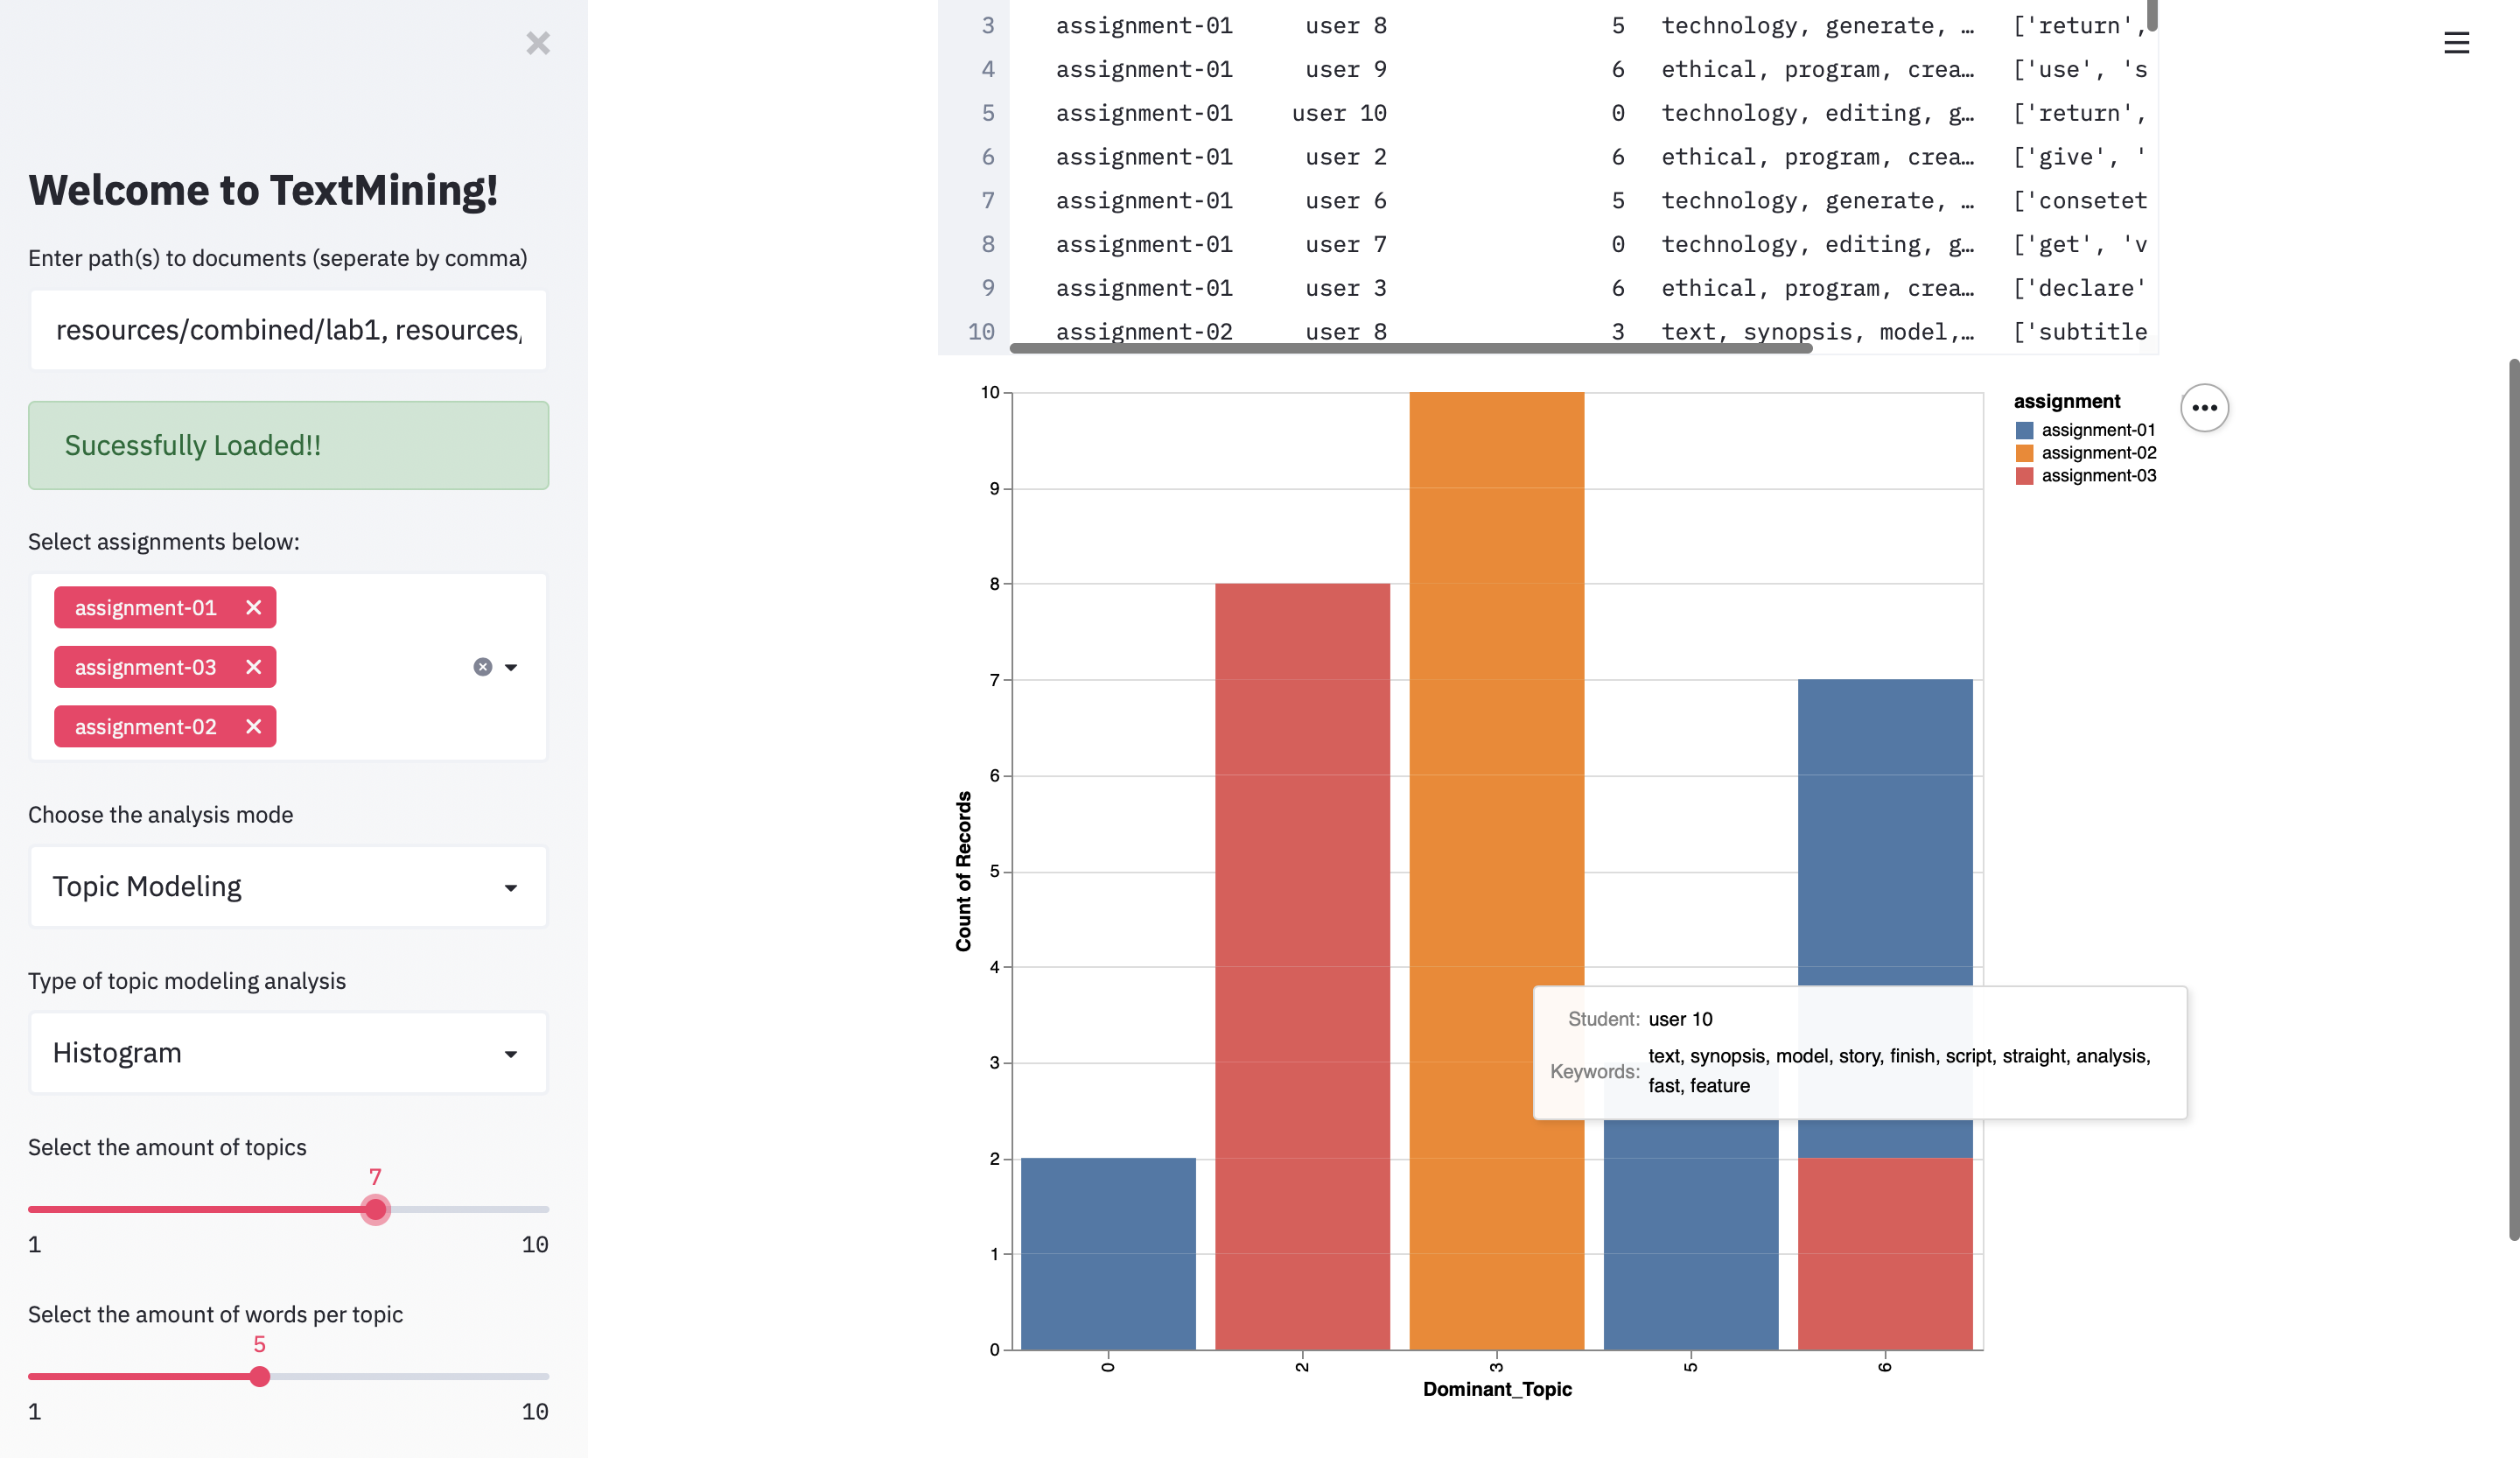 Welcome to TextMining!
Enter path(s) to documents (seperate by comma)
resources/combined/lab1, resources,
Sucessfully Loaded!!
Select assignments below:
assignment-01
assignment-03
assignment-02
Choose the analysis mode
Topic Modeling
Type of topic modeling analysis
Histogram
Select the amount of topics
7
1 10
Select the amount of words per topic
5
1 10
3 assignment-01 user 8 5 technology, generate, … ['return',
4 assignment-01 user 9 6 ethical, program, crea… ['use', 's
5 assignment-01 user 10 0 technology, editing, g… ['return',
6 assignment-01 user 2 6 ethical, program, crea… ['give', '
7 assignment-01 user 6 5 technology, generate, … ['consetet
8 assignment-01 user 7 0 technology, editing, g… ['get', 'v
9 assignment-01 user 3 6 ethical, program, crea… ['declare'
10 assignment-02 user 8 3 text, synopsis, model,… ['subtitle
assignment
assignment-01
assignment-02
assignment-03
Count of Records
10
9
8
7
6
5
4
3
2
1
0
Student: user 10
Keywords: text, synopsis, model, story, finish, script, straight, analysis,
fast, feature
0 2 3 5 6
Dominant_Topic